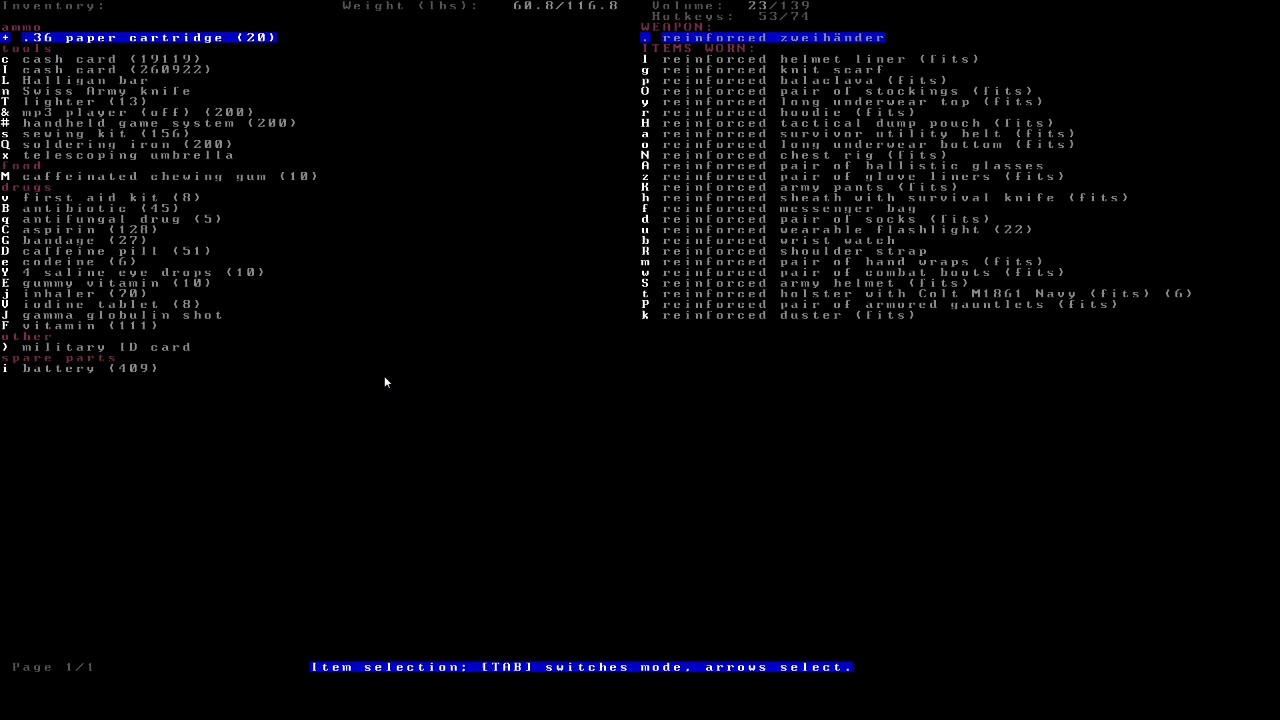 Inventory: Weight (lbs): 60.8/116.8 Volume: 23/139
Hotkeys: 53/74
ammo
+ .36 paper cartridge (20)
tools
c cash card (19119)
I cash card (260922)
L Halligan bar
n Swiss Army knife
T lighter (13)
& mp3 player (off) (200)
# handheld game system (200)
s sewing kit (156)
Q soldering iron (200)
x telescoping umbrella
food
M caffeinated chewing gum (10)
drugs
v first aid kit (8)
B antibiotic (45)
q antifungal drug (5)
C aspirin (128)
G bandage (27)
D caffeine pill (51)
e codeine (6)
Y 4 saline eye drops (10)
E gummy vitamin (10)
j inhaler (70)
V iodine tablet (8)
J gamma globulin shot
F vitamin (111)
other
) military ID card
spare parts
i battery (409)
WEAPON:
. reinforced zweihänder
ITEMS WORN:
l reinforced helmet liner (fits)
g reinforced knit scarf
p reinforced balaclava (fits)
O reinforced pair of stockings (fits)
y reinforced long underwear top (fits)
r reinforced hoodie (fits)
H reinforced tactical dump pouch (fits)
a reinforced survivor utility belt (fits)
o reinforced long underwear bottom (fits)
N reinforced chest rig (fits)
A reinforced pair of ballistic glasses
z reinforced pair of glove liners (fits)
K reinforced army pants (fits)
h reinforced sheath with survival knife (fits)
f reinforced messenger bag
d reinforced pair of socks (fits)
u reinforced wearable flashlight (22)
b reinforced wrist watch
R reinforced shoulder strap
m reinforced pair of hand wraps (fits)
w reinforced pair of combat boots (fits)
S reinforced army helmet (fits)
t reinforced holster with Colt M1861 Navy (fits) (6)
P reinforced pair of armored gauntlets (fits)
k reinforced duster (fits)
Page 1/1 Item selection: [TAB] switches mode, arrows select.